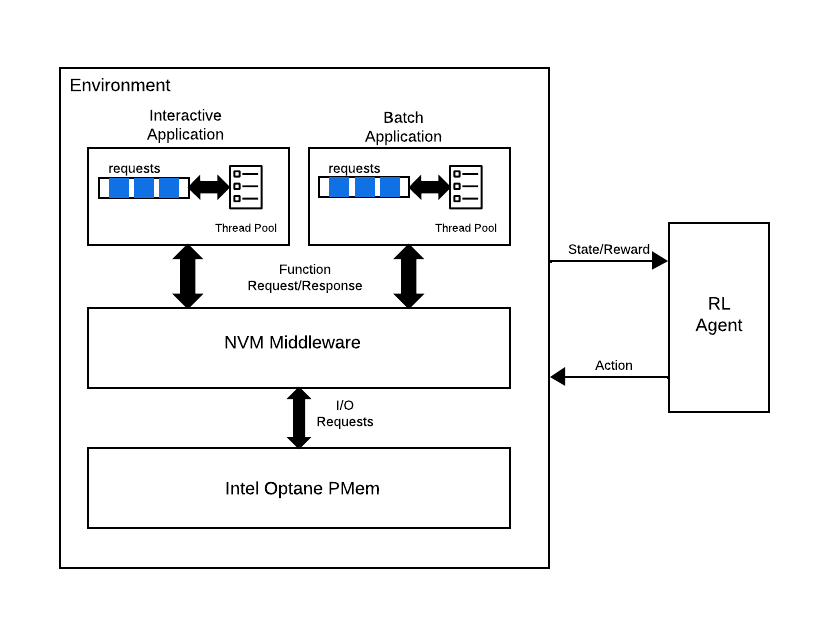 Environment
Interactive
Application
Batch
Application
requests
Thread Pool
requests
Thread Pool
Function
Request/Response
NVM Middleware
I/O
Requests
Intel Optane PMem
State/Reward
Action
RL
Agent